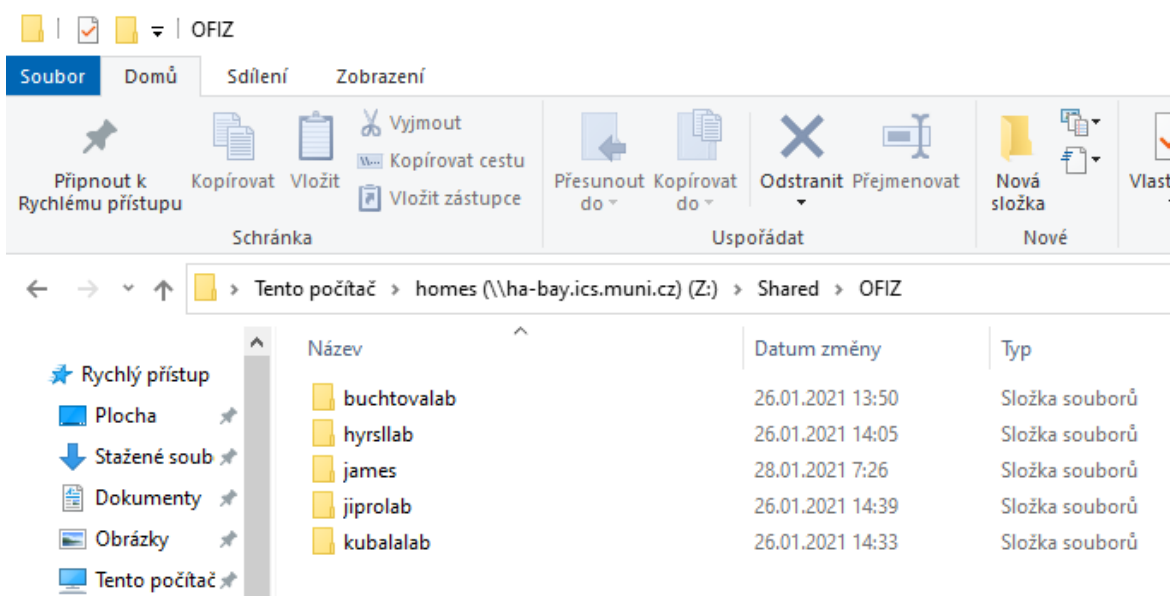 OFIZ
Soubor Domů Sdílení Zobrazení
Připnout k
Rychlému přístupu
Kopírovat
Vložit
Vyjmout
Kopírovat cestu
Vložit zástupce
Schránka
Přesunout
do
Kopírovat
do
Odstranit
Přejmenovat
Uspořádat
Nová
složka
Nové
Tento počítač > homes (\\ha-bay.ics.muni.cz) (Z:) > Shared > OFIZ
Rychlý přístup
Plocha
Stažené soub
Dokumenty
Obrázky
Tento počítač
Název Datum změny Typ
buchtovalab 26.01.2021 13:50 Složka souborů
hyrsllab 26.01.2021 14:05 Složka souborů
james 28.01.2021 7:26 Složka souborů
jiprolab 26.01.2021 14:39 Složka souborů
kubalalab 26.01.2021 14:33 Složka souborů